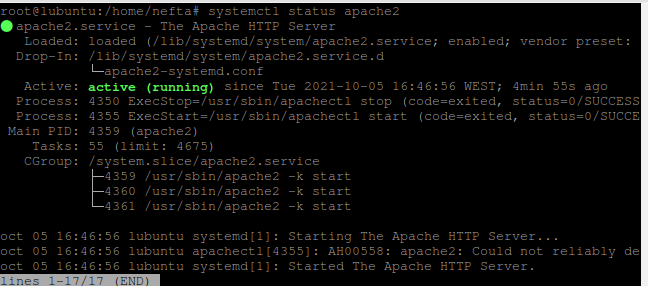 root@lubuntu:/home/nefta# systemctl status apache2
● apache2.service - The Apache HTTP Server
   Loaded: loaded (/lib/systemd/system/apache2.service; enabled; vendor preset:
  Drop-In: /lib/systemd/system/apache2.service.d
           └─apache2-systemd.conf
   Active: active (running) since Tue 2021-10-05 16:46:56 WEST; 4min 55s ago
  Process: 4350 ExecStop=/usr/sbin/apachectl stop (code=exited, status=0/SUCCESS
  Process: 4355 ExecStart=/usr/sbin/apachectl start (code=exited, status=0/SUCCE
 Main PID: 4359 (apache2)
    Tasks: 55 (limit: 4675)
   CGroup: /system.slice/apache2.service
           ├─4359 /usr/sbin/apache2 -k start
           ├─4360 /usr/sbin/apache2 -k start
           └─4361 /usr/sbin/apache2 -k start

oct 05 16:46:56 lubuntu systemd[1]: Starting The Apache HTTP Server...
oct 05 16:46:56 lubuntu apachectl[4355]: AH00558: apache2: Could not reliably de
oct 05 16:46:56 lubuntu systemd[1]: Started The Apache HTTP Server.
lines 1-17/17 (END)